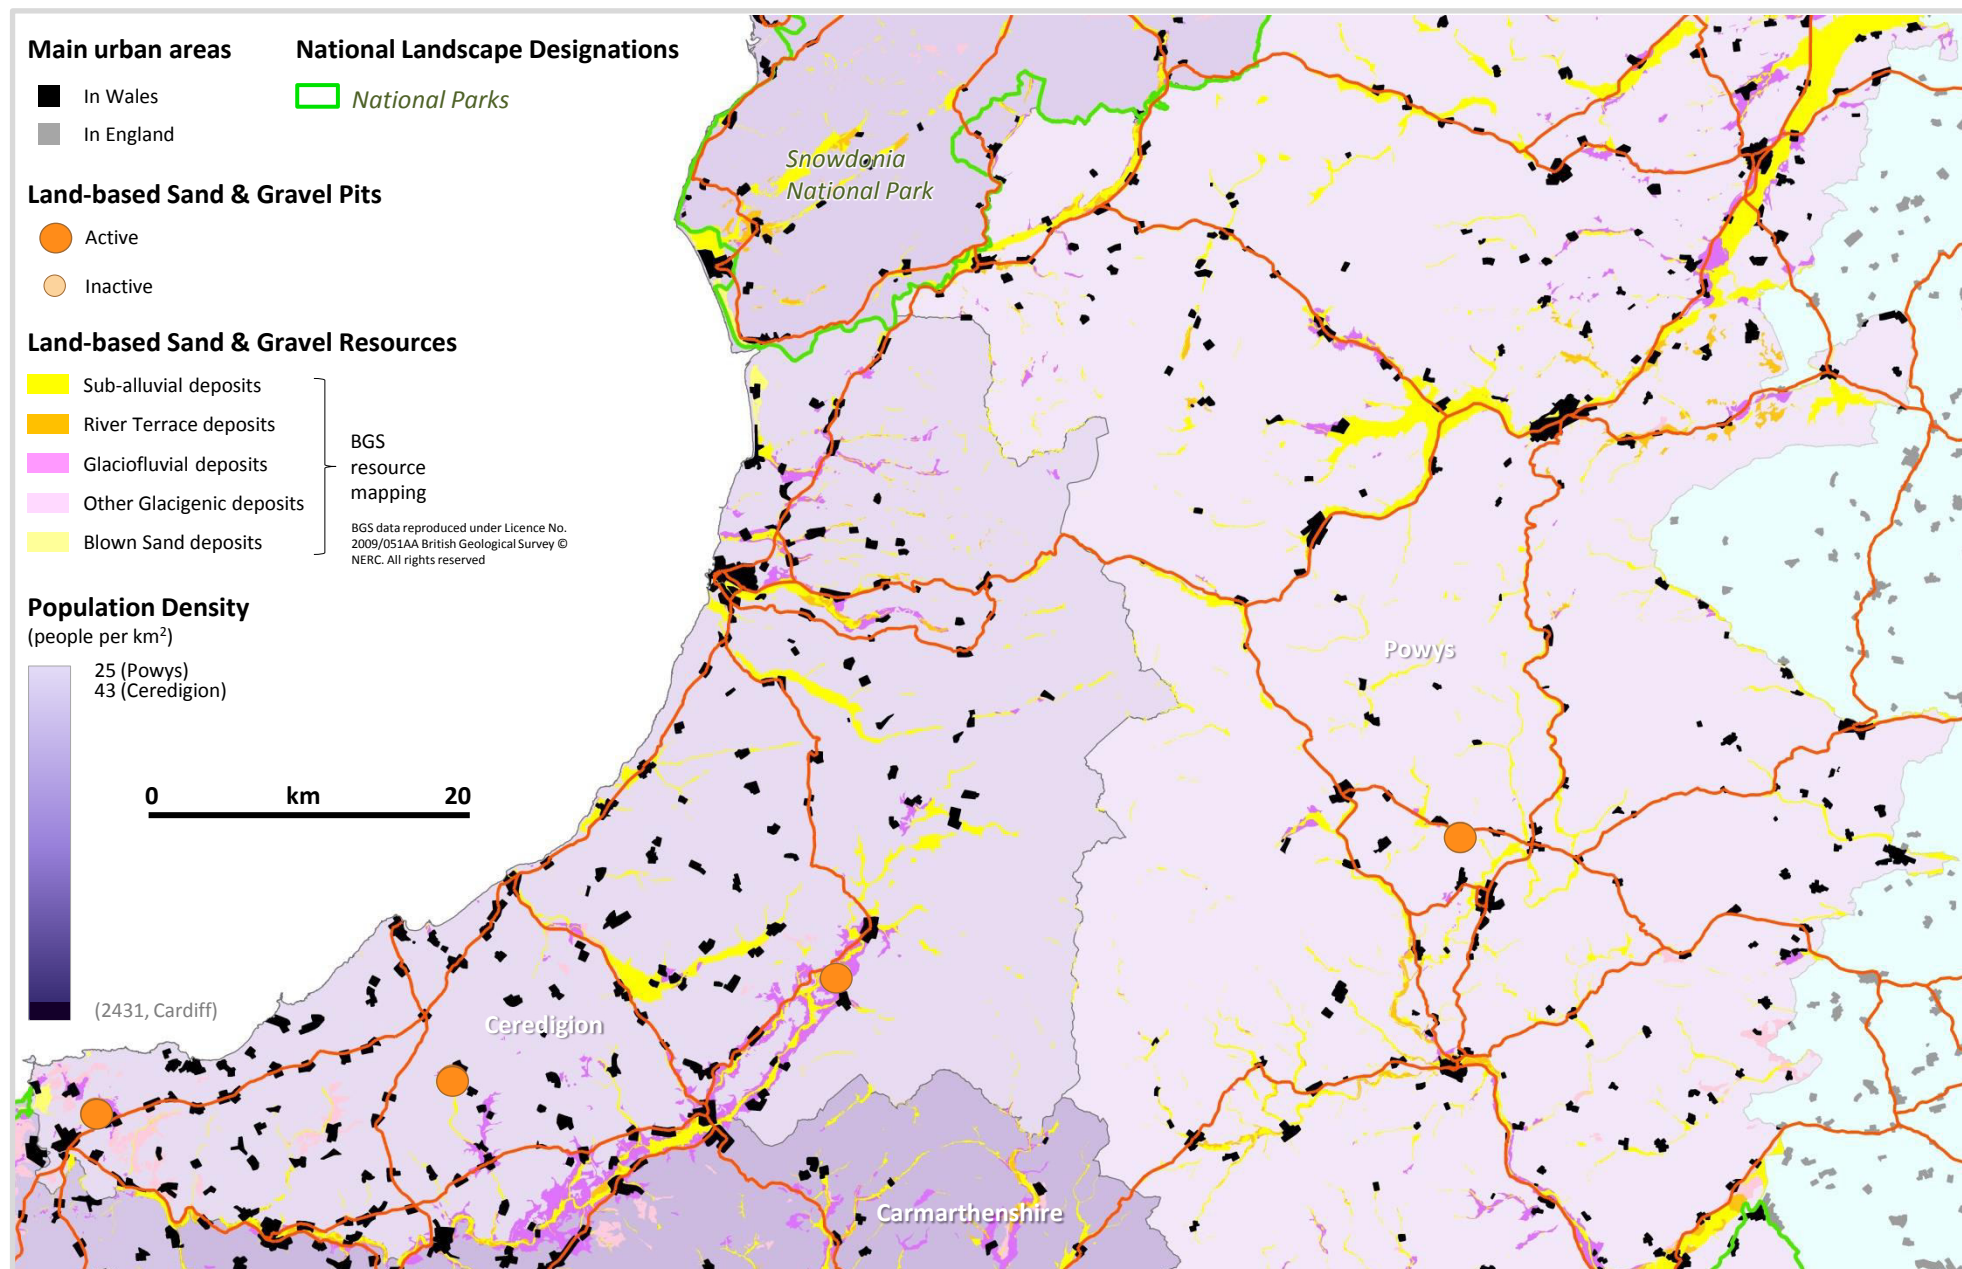 Main urban areas
In Wales
In England
National Landscape Designations
National Parks
Land-based Sand & Gravel Pits
Active
Inactive
Land-based Sand & Gravel Resources
Sub-alluvial deposits
River Terrace deposits
Glaciofluvial deposits
Other Glacigenic deposits
Blown Sand deposits
BGS
resource
mapping
BGS data reproduced under Licence No.
2009/051AA British Geological Survey ©
NERC. All rights reserved
Population Density
(people per km²)
25 (Powys)
43 (Ceredigion)
(2431, Cardiff)
0 km 20
Snowdonia
National Park
Powys
Ceredigion
Carmarthenshire